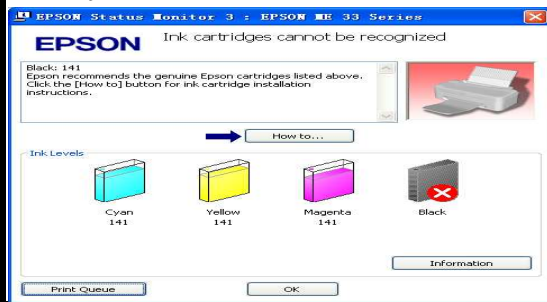 EPSON Status Monitor 3 : EPSON ME 33 Series
EPSON
Ink cartridges cannot be recognized
Black: 141
Epson recommends the genuine Epson cartridges listed above.
Click the [How to] button for ink cartridge installation
instructions.
How to...
Ink Levels
Cyan
141
Yellow
141
Magenta
141
Black
Information
Print Queue
OK